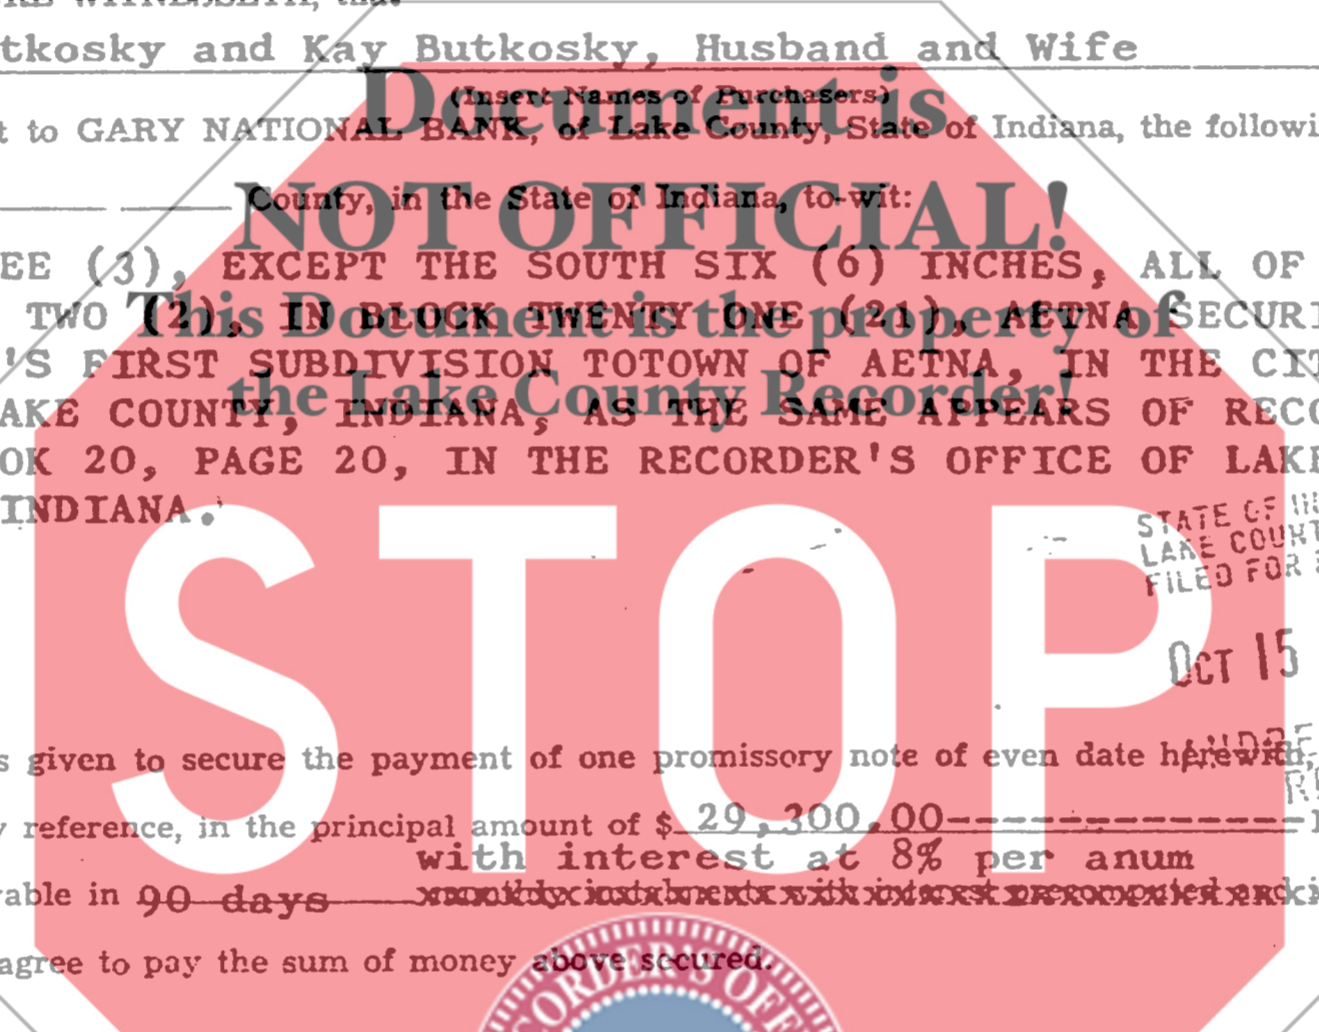 tkosky and Kay Butkosky, Husband and Wife
Document is
(Insert Names of Purchasers)
t to GARY NATIONAL BANK, of Lake County, State of Indiana, the followi
NOT OFFICIAL!
County, in the State of Indiana, to-wit:
EE (3), EXCEPT THE SOUTH SIX (6) INCHES, ALL OF
This Document is the property of
TWO (2), IN BLOCK TWENTY ONE (21), AETNA SECURI
'S FIRST SUBDIVISION TOTOWN OF AETNA, IN THE CIT
the Lake County Recorder!
AKE COUNTY, INDIANA, AS THE SAME APPEARS OF RECO
OK 20, PAGE 20, IN THE RECORDER'S OFFICE OF LAKE
INDIANA.
STOP
STATE OF IN
LAKE COUNT
FILED FOR
OCT 15
s given to secure the payment of one promissory note of even date herewith,
y reference, in the principal amount of $ 29,300.00
with interest at 8% per anum
yable in 90 days
agree to pay the sum of money above secured.
CORDER'S OFF